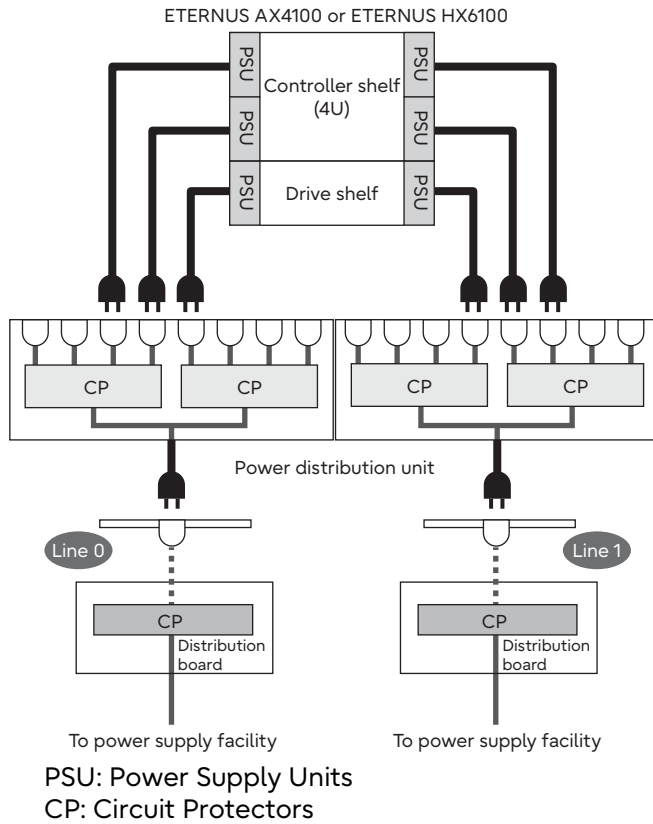 ETERNUS AX4100 or ETERNUS HX6100
PSU
PSU
Controller shelf
(4U)
PSU
PSU
PSU
Drive shelf
PSU
CP
CP
CP
CP
Power distribution unit
Line 0
Line 1
CP
Distribution
board
CP
Distribution
board
To power supply facility
To power supply facility
PSU: Power Supply Units
CP: Circuit Protectors